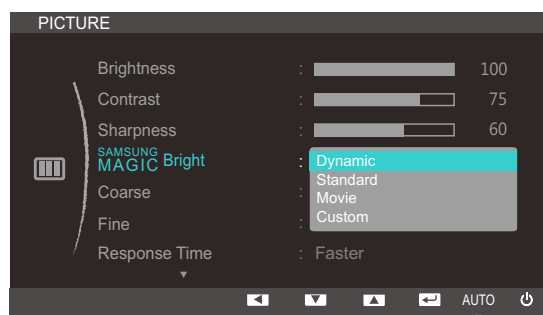 PICTURE
Brightness : 100
Contrast : 75
Sharpness : 60
SAMSUNG
MAGIC Bright : Dynamic
Standard
Movie
Coarse :
Custom
Fine :
Response Time : Faster
AUTO